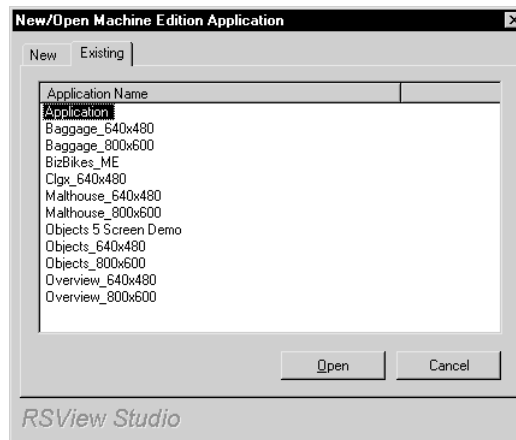 New/Open Machine Edition Application
New Existing
Application Name
Application
Baggage_640x480
Baggage_800x600
BizBikes_ME
Clgx_640x480
Malthouse_640x480
Malthouse_800x600
Objects 5 Screen Demo
Objects_640x480
Objects_800x600
Overview_640x480
Overview_800x600
Open Cancel
RSView Studio